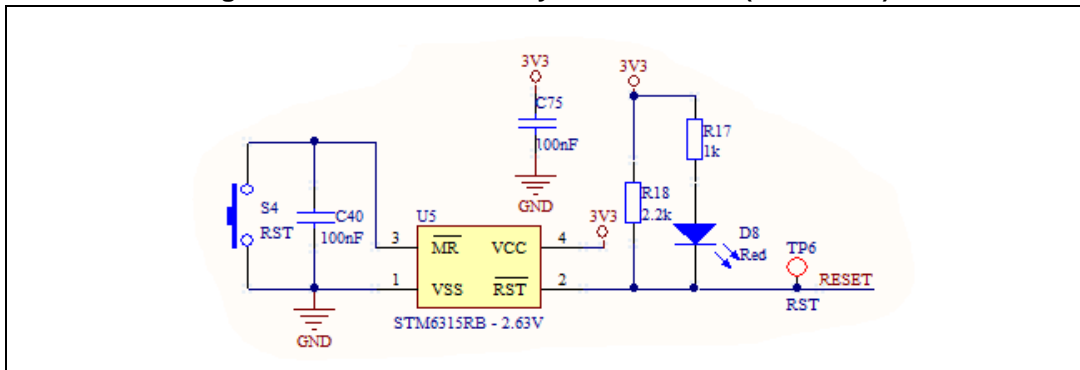 3V3
C75
100nF
GND
3V3
R17
1k
R18
2.2k
D8
Red
S4
RST
C40
100nF
GND
U5
3 MR VCC 4
1 VSS RST 2
STM6315RB - 2.63V
3V3
TP6
RST
RESET